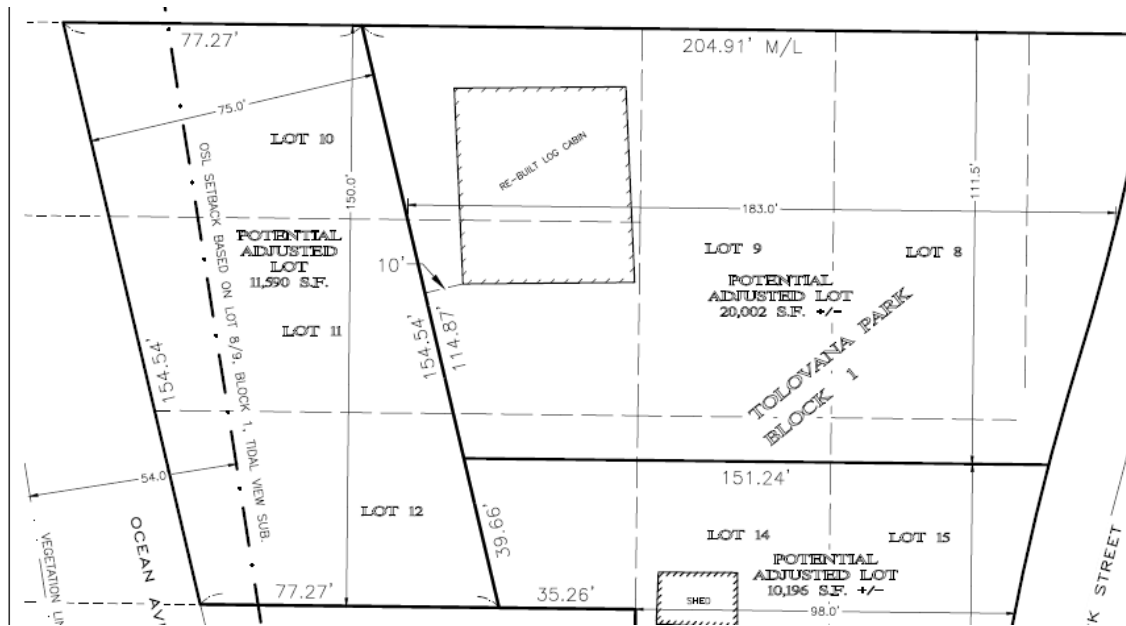 77.27'
204.91' M/L
75.0'
LOT 10
RE-BUILT LOG CABIN
150.0'
111.5'
183.0'
OSL SETBACK BASED ON LOT 8/9, BLOCK 1, TIDAL VIEW SUB.
POTENTIAL
ADJUSTED
LOT
11,590 S.F.
LOT 9
LOT 8
10'
POTENTIAL
ADJUSTED LOT
20,002 S.F. +/-
LOT 11
154.54'
154.54'
114.87'
TOLOVANA PARK
BLOCK 1
54.0
151.24'
LOT 12
39.66'
LOT 14
LOT 15
OCEAN AV
VEGETATION LIN
POTENTIAL
ADJUSTED LOT
10,196 S.F. +/-
77.27'
35.26'
SHED
98.0'
K STREET